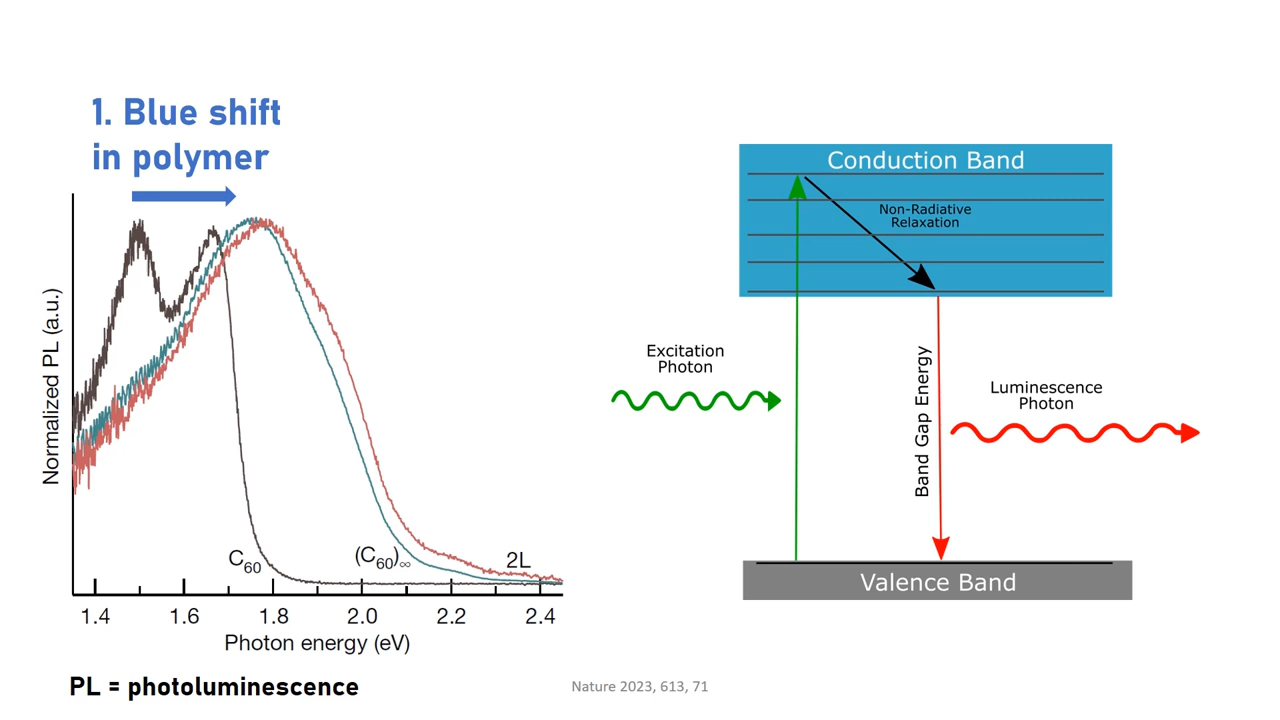 1. Blue shift
in polymer
Normalized PL (a.u.)
C₆₀
(C₆₀)∞
2L
1.4 1.6 1.8 2.0 2.2 2.4
Photon energy (eV)
PL = photoluminescence
Conduction Band
Non-Radiative
Relaxation
Excitation
Photon
Band Gap Energy
Luminescence
Photon
Valence Band
Nature 2023, 613, 71